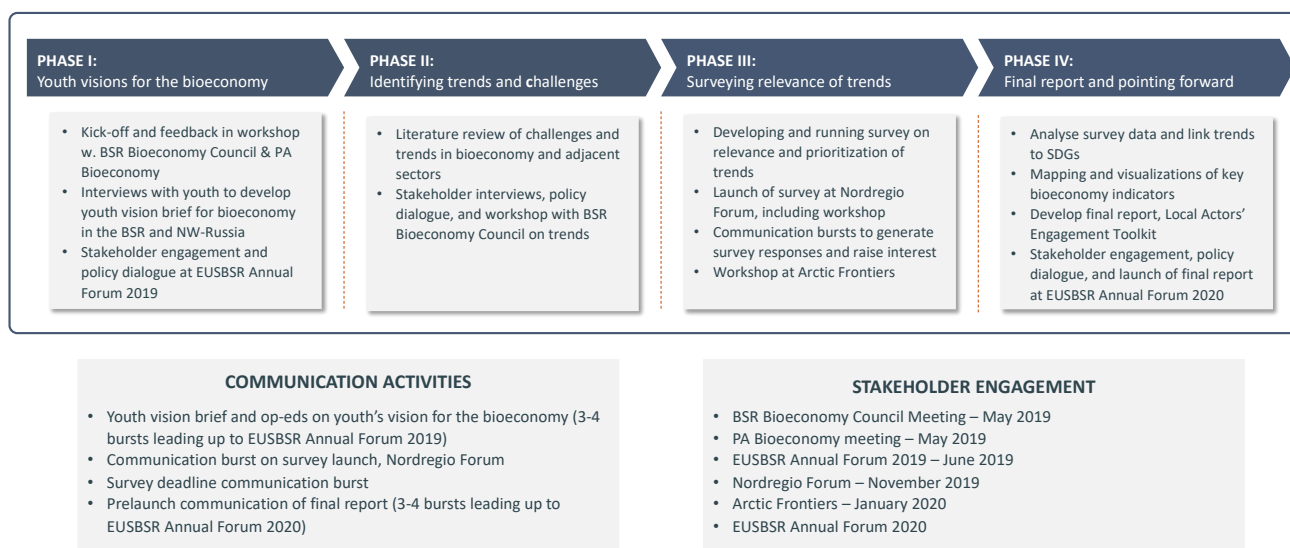 PHASE I:
Youth visions for the bioeconomy
PHASE II:
Identifying trends and challenges
PHASE III:
Surveying relevance of trends
PHASE IV:
Final report and pointing forward
• Kick-off and feedback in workshop
w. BSR Bioeconomy Council & PA
Bioeconomy
• Interviews with youth to develop
youth vision brief for bioeconomy
in the BSR and NW-Russia
• Stakeholder engagement and
policy dialogue at EUSBSR Annual
Forum 2019
• Literature review of challenges and
trends in bioeconomy and adjacent
sectors
• Stakeholder interviews, policy
dialogue, and workshop with BSR
Bioeconomy Council on trends
• Developing and running survey on
relevance and prioritization of
trends
• Launch of survey at Nordregio
Forum, including workshop
• Communication bursts to generate
survey responses and raise interest
• Workshop at Arctic Frontiers
• Analyse survey data and link trends
to SDGs
• Mapping and visualizations of key
bioeconomy indicators
• Develop final report, Local Actors’
Engagement Toolkit
• Stakeholder engagement, policy
dialogue, and launch of final report
at EUSBSR Annual Forum 2020
COMMUNICATION ACTIVITIES
• Youth vision brief and op-eds on youth’s vision for the bioeconomy (3-4
bursts leading up to EUSBSR Annual Forum 2019)
• Communication burst on survey launch, Nordregio Forum
• Survey deadline communication burst
• Prelaunch communication of final report (3-4 bursts leading up to
EUSBSR Annual Forum 2020)
STAKEHOLDER ENGAGEMENT
• BSR Bioeconomy Council Meeting – May 2019
• PA Bioeconomy meeting – May 2019
• EUSBSR Annual Forum 2019 – June 2019
• Nordregio Forum – November 2019
• Arctic Frontiers – January 2020
• EUSBSR Annual Forum 2020